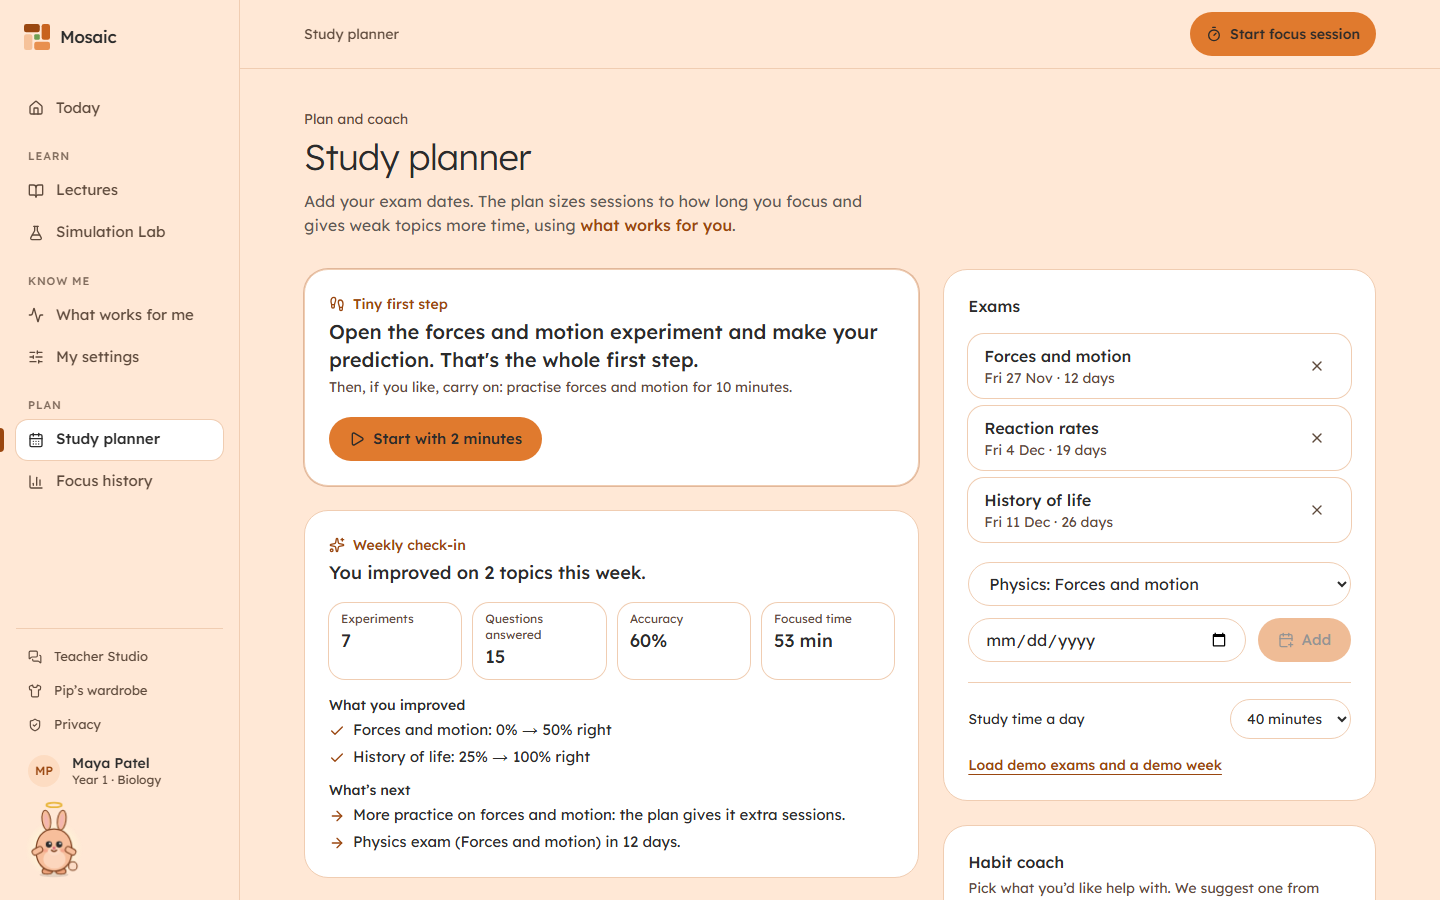 Mosaic
Today
LEARN
Lectures
Simulation Lab
KNOW ME
What works for me
My settings
PLAN
Study planner
Focus history
Teacher Studio
Pip’s wardrobe
Privacy
MP
Maya Patel
Year 1 · Biology
Study planner
Start focus session
Plan and coach
Study planner
Add your exam dates. The plan sizes sessions to how long you focus and
gives weak topics more time, using what works for you.
Tiny first step
Open the forces and motion experiment and make your
prediction. That's the whole first step.
Then, if you like, carry on: practise forces and motion for 10 minutes.
Start with 2 minutes
Weekly check-in
You improved on 2 topics this week.
Experiments
7
Questions
answered
15
Accuracy
60%
Focused time
53 min
What you improved
Forces and motion: 0% → 50% right
History of life: 25% → 100% right
What’s next
More practice on forces and motion: the plan gives it extra sessions.
Physics exam (Forces and motion) in 12 days.
Exams
Forces and motion
Fri 27 Nov · 12 days
Reaction rates
Fri 4 Dec · 19 days
History of life
Fri 11 Dec · 26 days
Physics: Forces and motion
mm/dd/yyyy
Add
Study time a day
40 minutes
Load demo exams and a demo week
Habit coach
Pick what you’d like help with. We suggest one from